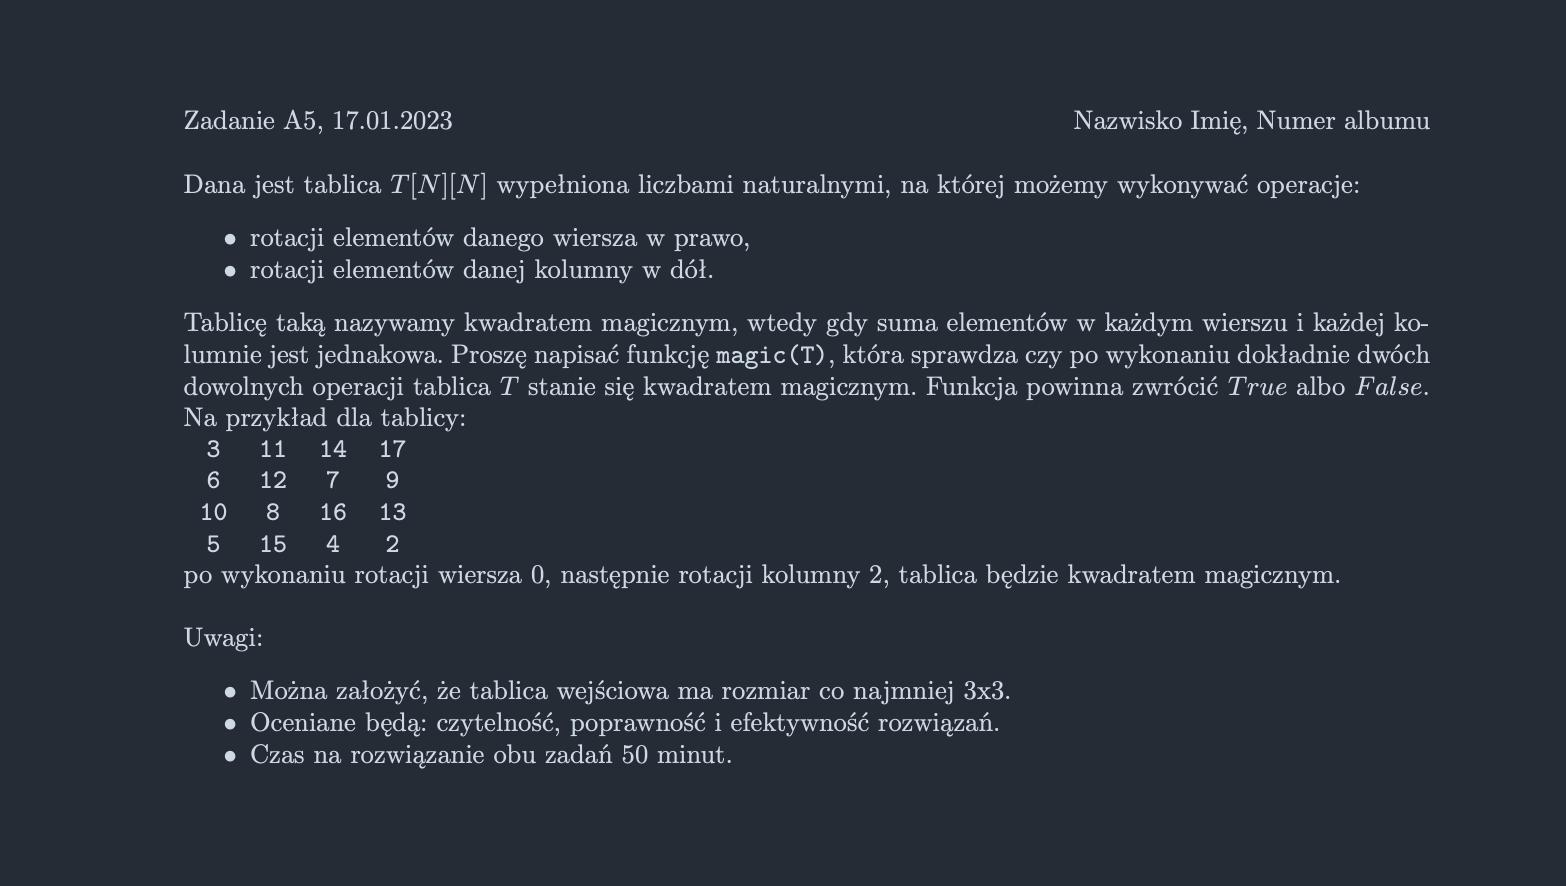 Zadanie A5, 17.01.2023 Nazwisko Imię, Numer albumu
Dana jest tablica T[N][N] wypełniona liczbami naturalnymi, na której możemy wykonywać operacje:
• rotacji elementów danego wiersza w prawo,
• rotacji elementów danej kolumny w dół.
Tablicę taką nazywamy kwadratem magicznym, wtedy gdy suma elementów w każdym wierszu i każdej ko-
lumnie jest jednakowa. Proszę napisać funkcję magic(T), która sprawdza czy po wykonaniu dokładnie dwóch
dowolnych operacji tablica T stanie się kwadratem magicznym. Funkcja powinna zwrócić True albo False.
Na przykład dla tablicy:
3 11 14 17
6 12 7 9
10 8 16 13
5 15 4 2
po wykonaniu rotacji wiersza 0, następnie rotacji kolumny 2, tablica będzie kwadratem magicznym.
Uwagi:
• Można założyć, że tablica wejściowa ma rozmiar co najmniej 3x3.
• Oceniane będą: czytelność, poprawność i efektywność rozwiązań.
• Czas na rozwiązanie obu zadań 50 minut.